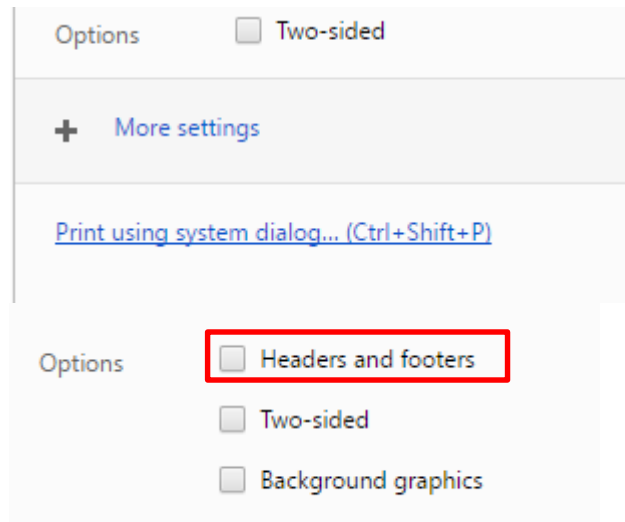 Options Two-sided
More settings
Print using system dialog... (Ctrl+Shift+P)
Options Headers and footers
Two-sided
Background graphics